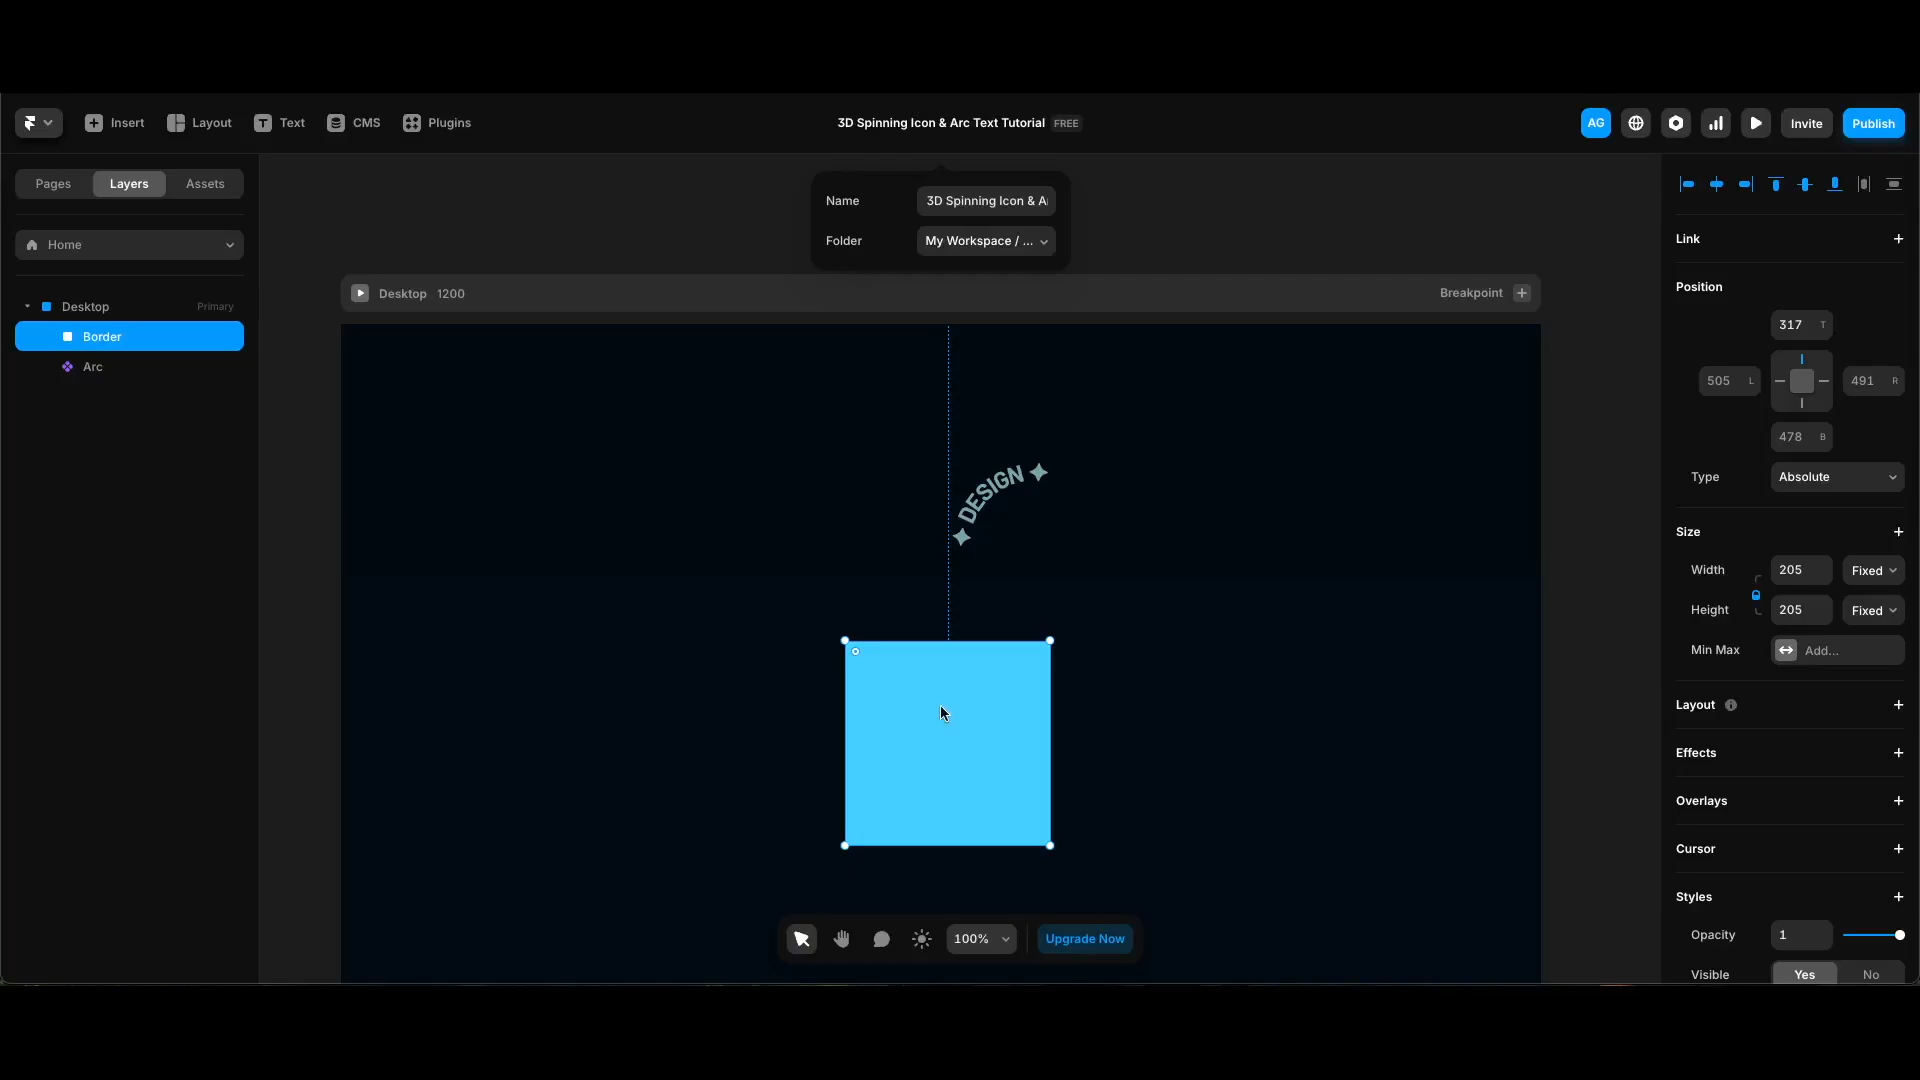 Insert Layout Text CMS Plugins 3D Spinning Icon & Arc Text Tutorial FREE AG Invite Publish
Pages Layers Assets
Home
Desktop Primary
Border
Arc
Name 3D Spinning Icon & A
Folder My Workspace / ...
Desktop 1200 Breakpoint
DESIGN
100% Upgrade Now
Link
Position
317 T
505 L 491 R
478 B
Type Absolute
Size
Width 205 Fixed
Height 205 Fixed
Min Max Add...
Layout
Effects
Overlays
Cursor
Styles
Opacity 1
Visible Yes No